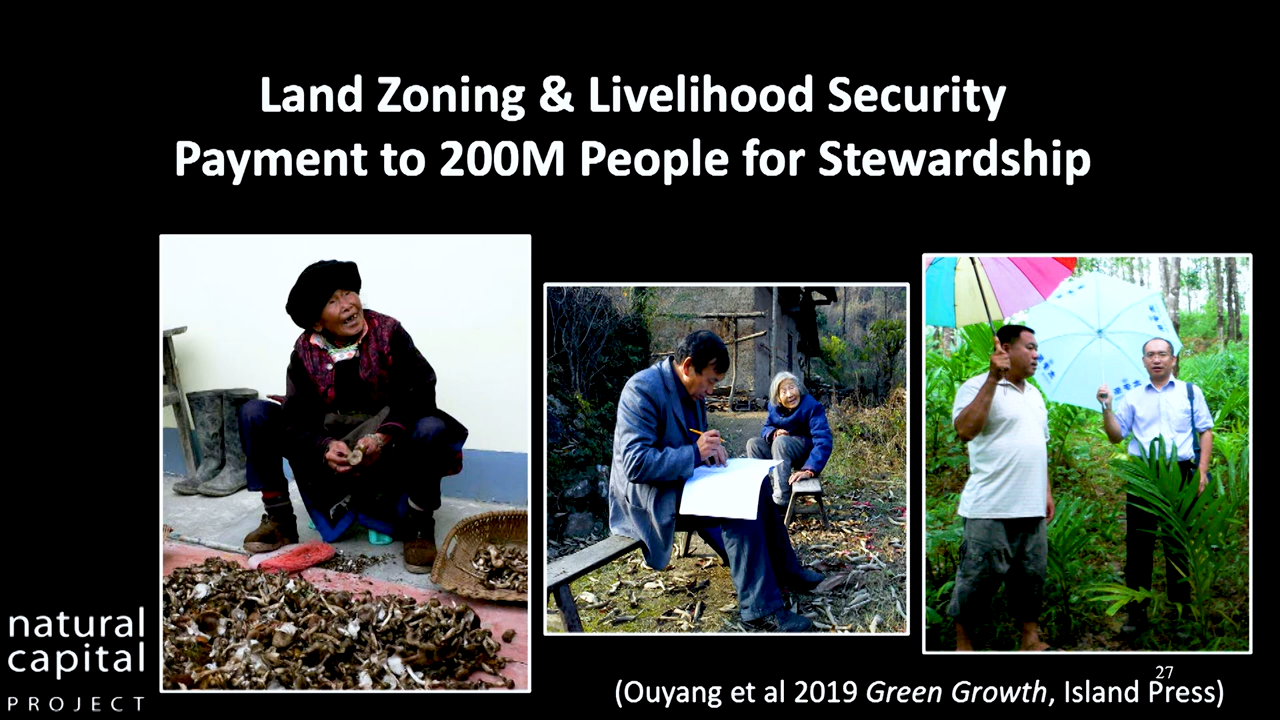 Land Zoning & Livelihood Security
Payment to 200M People for Stewardship
natural
capital
PROJECT
27
(Ouyang et al 2019 Green Growth, Island Press)